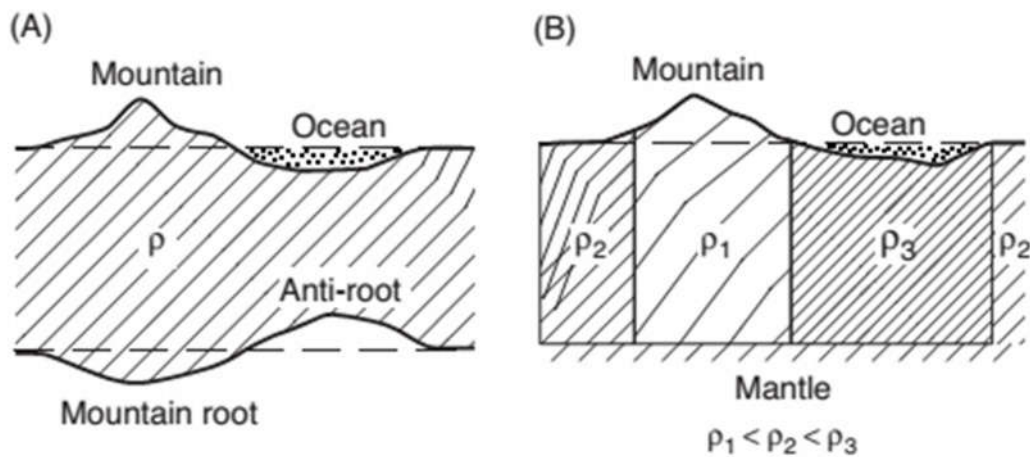 (A)
Mountain
Ocean
ρ
Anti-root
Mountain root
(B)
Mountain
Ocean
ρ₂ ρ₁ ρ₃ ρ₂
Mantle
ρ₁ < ρ₂ < ρ₃